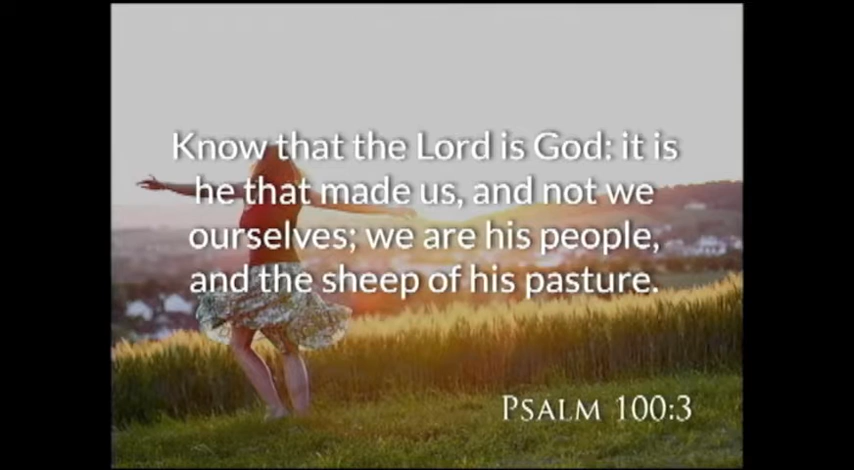 Know that the Lord is God: it is
he that made us, and not we
ourselves; we are his people,
and the sheep of his pasture.
Psalm 100:3